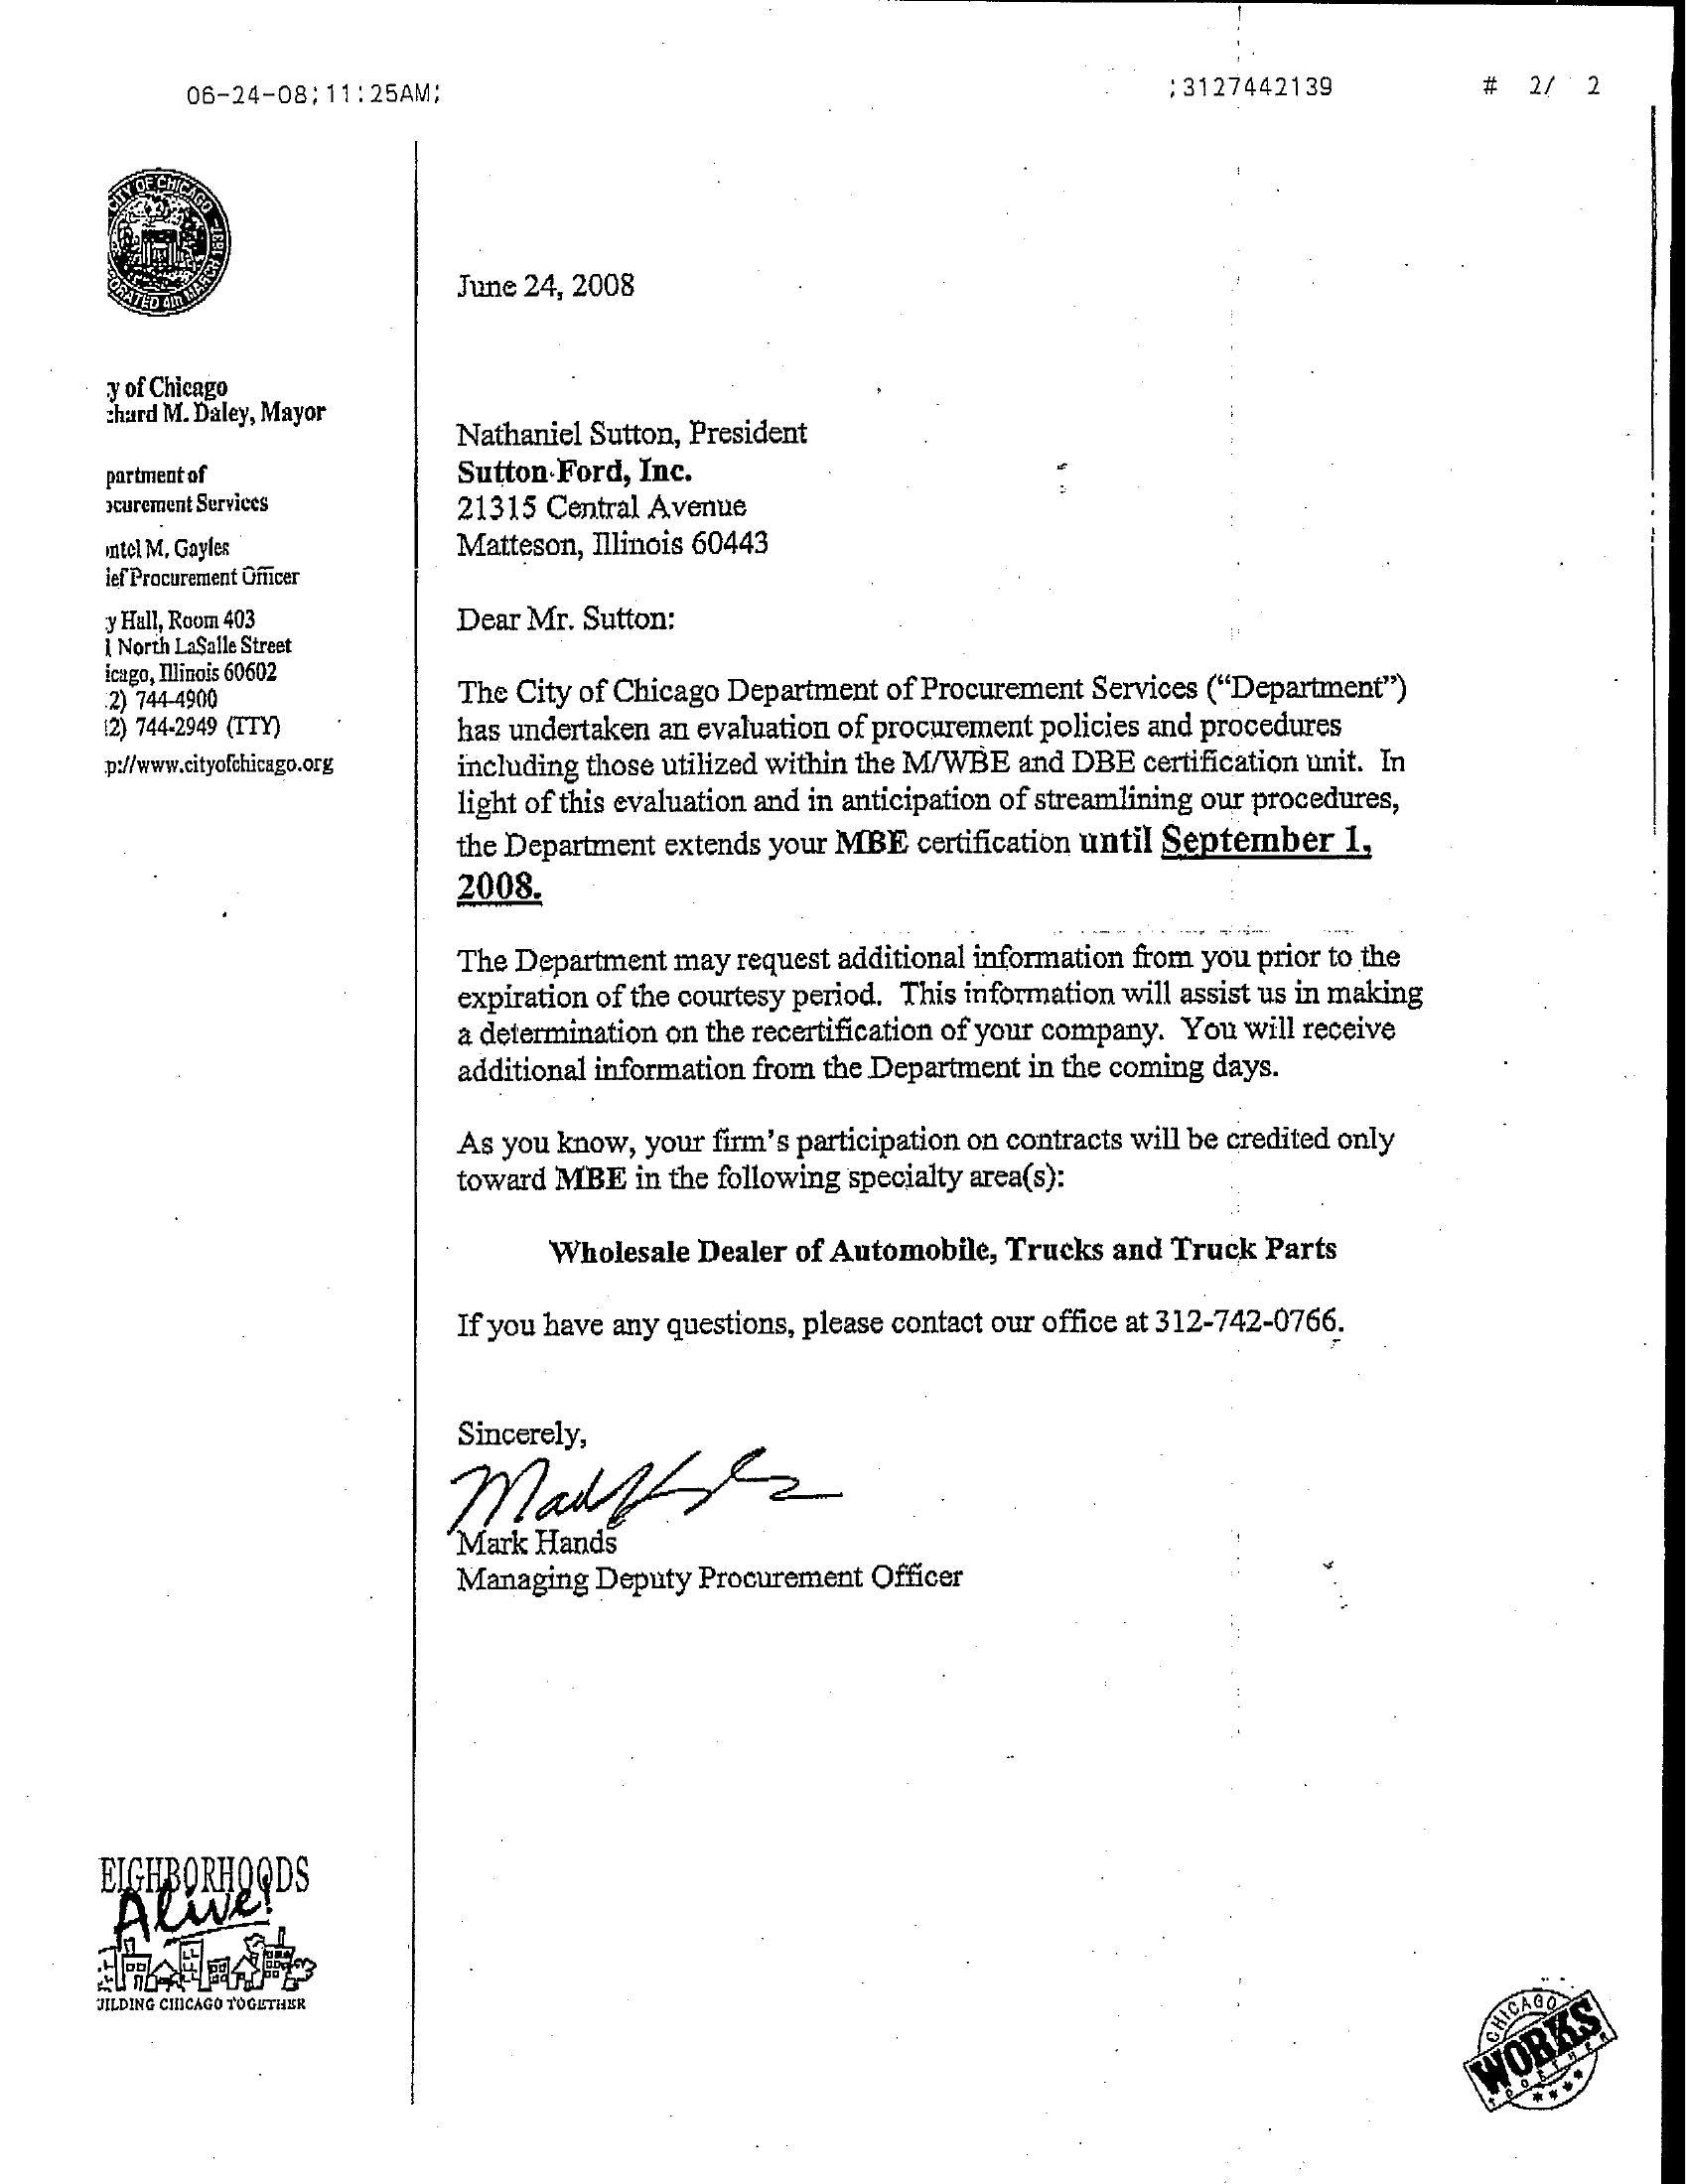 06-24-08;11:25AM; ;3127442139 # 2/ 2
CITY OF CHICAGO
ORATED 4th MARCH 1837
y of Chicago
chard M. Daley, Mayor
partment of
ocurement Services
ontel M. Gayles
ief Procurement Officer
y Hall, Room 403
1 North LaSalle Street
icago, Illinois 60602
2) 744-4900
12) 744-2949 (TTY)
p://www.cityofchicago.org
June 24, 2008
Nathaniel Sutton, President
Sutton Ford, Inc.
21315 Central Avenue
Matteson, Illinois 60443
Dear Mr. Sutton:
The City of Chicago Department of Procurement Services (“Department”)
has undertaken an evaluation of procurement policies and procedures
including those utilized within the M/WBE and DBE certification unit. In
light of this evaluation and in anticipation of streamlining our procedures,
the Department extends your MBE certification until September 1,
2008.
The Department may request additional information from you prior to the
expiration of the courtesy period. This information will assist us in making
a determination on the recertification of your company. You will receive
additional information from the Department in the coming days.
As you know, your firm's participation on contracts will be credited only
toward MBE in the following specialty area(s):
Wholesale Dealer of Automobile, Trucks and Truck Parts
If you have any questions, please contact our office at 312-742-0766.
Sincerely,
Mark Hands
Managing Deputy Procurement Officer
EIGHBORHOODS
Alive!
UILDING CHICAGO TOGETHER
CHICAGO
WORKS
TOGETHER